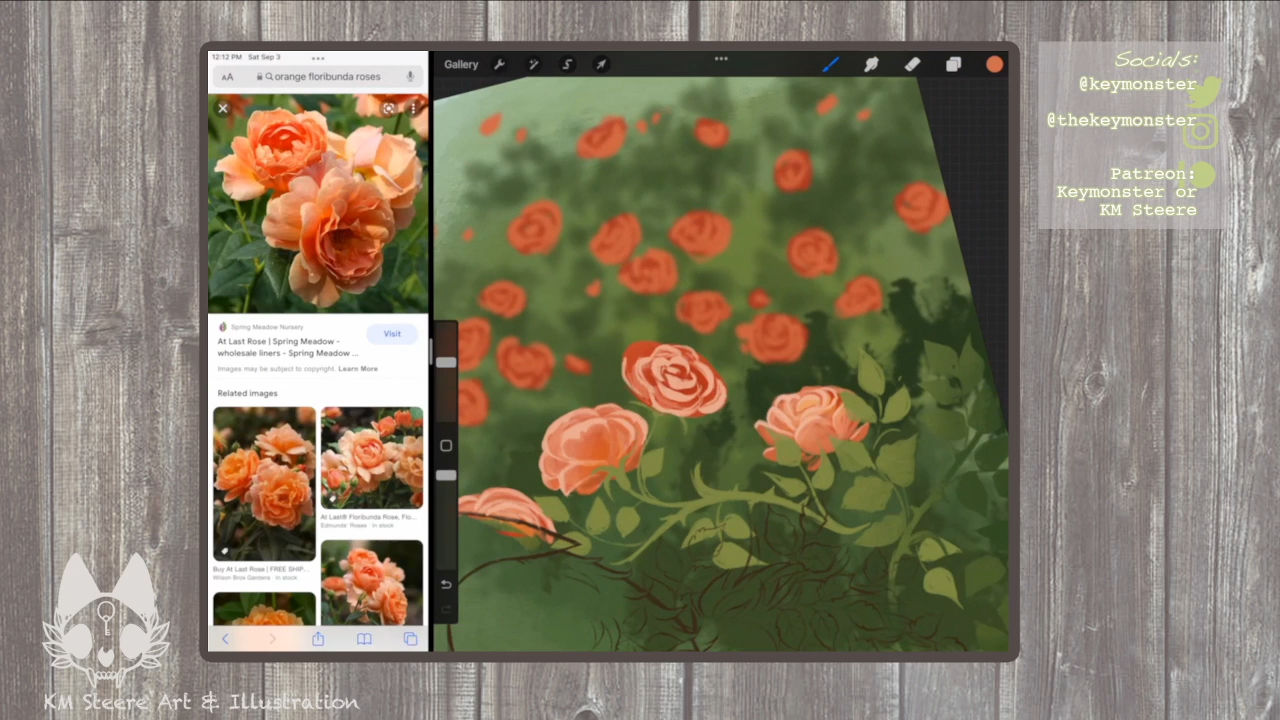 12:12 PM Sat Sep 3
AA orange floribunda roses
Spring Meadow Nursery
At Last Rose | Spring Meadow -
wholesale liners - Spring Meadow ...
Visit
Images may be subject to copyright. Learn More
Related images
Buy At Last Rose | FREE SHIP...
Wilson Bros Gardens · In stock
At Last® Floribunda Rose, Flo...
Edmunds' Roses · In stock
Gallery
Socials:
@keymonster
@thekeymonster
Patreon:
Keymonster or
KM Steere
KM Steere Art & Illustration